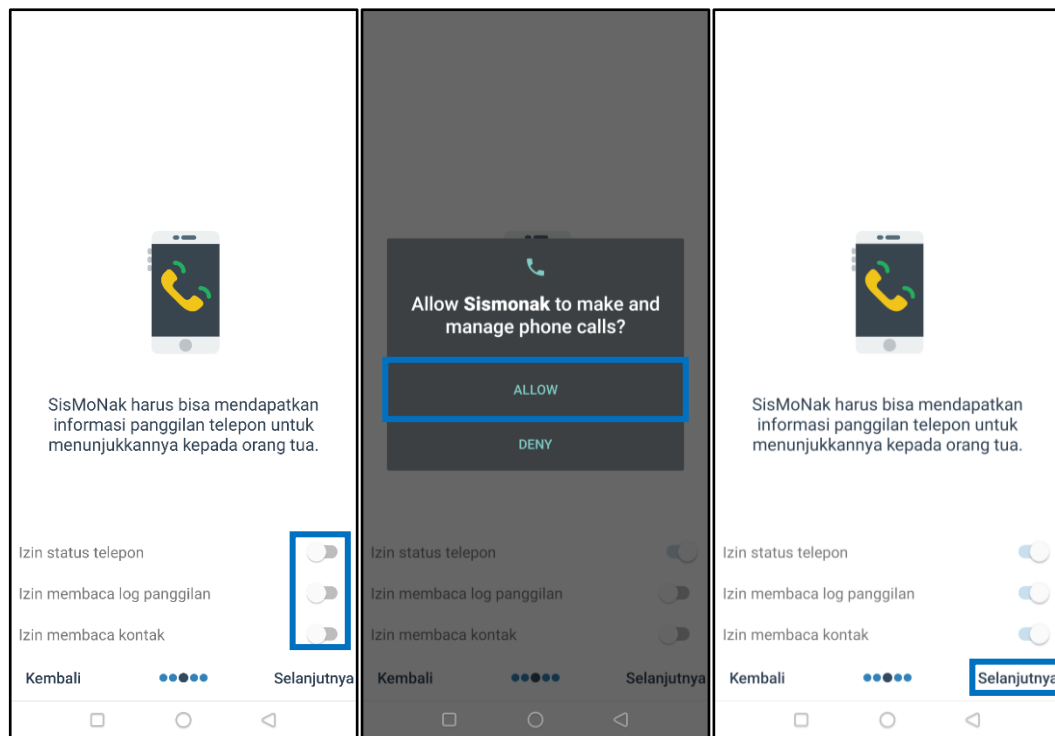 SisMoNak harus bisa mendapatkan
informasi panggilan telepon untuk
menunjukkannya kepada orang tua.
Izin status telepon
Izin membaca log panggilan
Izin membaca kontak
Kembali
Selanjutnya
Allow Sismonak to make and
manage phone calls?
ALLOW
DENY
Izin status telepon
Izin membaca log panggilan
Izin membaca kontak
Kembali
Selanjutnya
SisMoNak harus bisa mendapatkan
informasi panggilan telepon untuk
menunjukkannya kepada orang tua.
Izin status telepon
Izin membaca log panggilan
Izin membaca kontak
Kembali
Selanjutnya